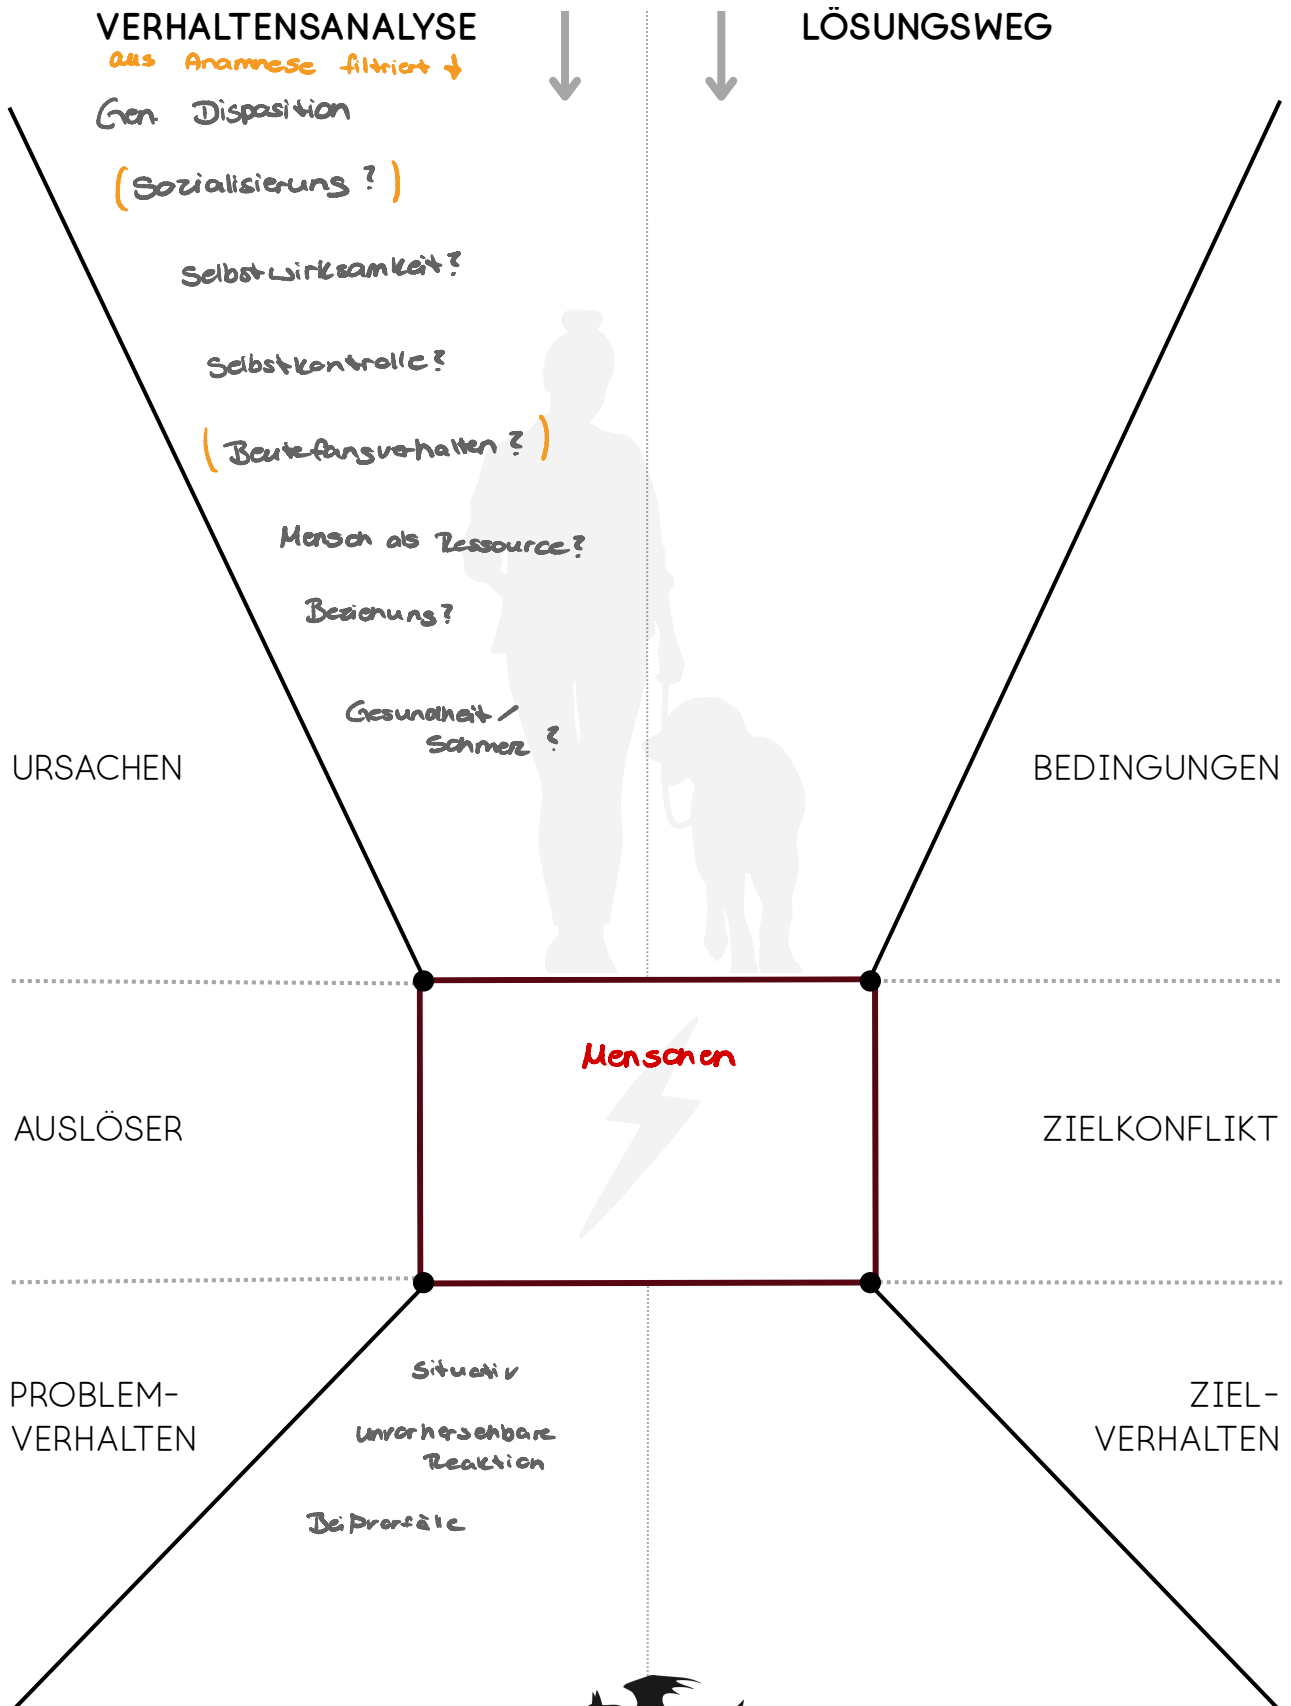 VERHALTENSANALYSE
LÖSUNGSWEG
aus Anamnese filtriert
Gen. Disposition
(Sozialisierung?)
Selbstwirksamkeit?
Selbstkontrolle?
(Beutefangverhalten?)
Mensch als Ressource?
Beziehung?
Gesundheit/
Schmerz?
URSACHEN
BEDINGUNGEN
Menschen
AUSLÖSER
ZIELKONFLIKT
Situativ
PROBLEM-
VERHALTEN
ZIEL-
VERHALTEN
unvorhersehbare
Reaktion
Beißvorfälle